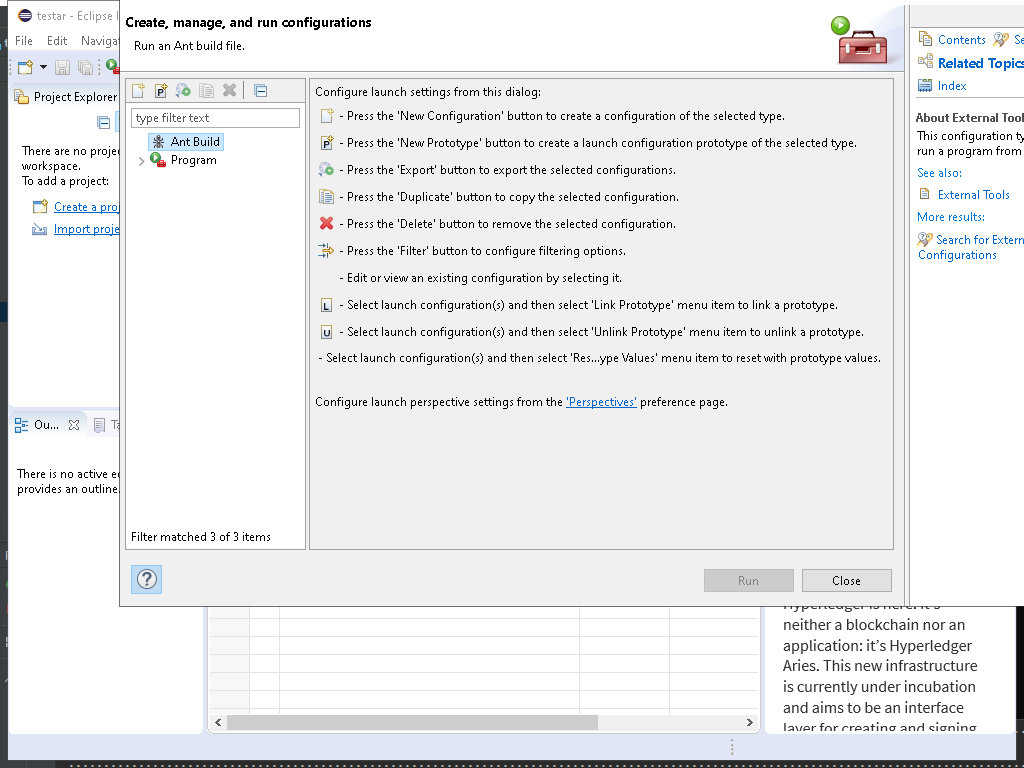 testar - Eclipse I
File Edit Navigat
Project Explorer
There are no proje
workspace.
To add a project:
Create a proj
Import proje
Ou...
Ta
There is no active ed
provides an outline.
Create, manage, and run configurations
Run an Ant build file.
type filter text
Ant Build
Program
Filter matched 3 of 3 items
Configure launch settings from this dialog:
- Press the 'New Configuration' button to create a configuration of the selected type.
- Press the 'New Prototype' button to create a launch configuration prototype of the selected type.
- Press the 'Export' button to export the selected configurations.
- Press the 'Duplicate' button to copy the selected configuration.
- Press the 'Delete' button to remove the selected configuration.
- Press the 'Filter' button to configure filtering options.
- Edit or view an existing configuration by selecting it.
L - Select launch configuration(s) and then select 'Link Prototype' menu item to link a prototype.
U - Select launch configuration(s) and then select 'Unlink Prototype' menu item to unlink a prototype.
- Select launch configuration(s) and then select 'Res...ype Values' menu item to reset with prototype values.
Configure launch perspective settings from the 'Perspectives' preference page.
Run
Close
Contents Se
Related Topics
Index
About External Tool
This configuration ty
run a program from
See also:
External Tools
More results:
Search for Extern
Configurations
Hyperledger is here. It's
neither a blockchain nor an
application: it's Hyperledger
Aries. This new infrastructure
is currently under incubation
and aims to be an interface
layer for creating and signing